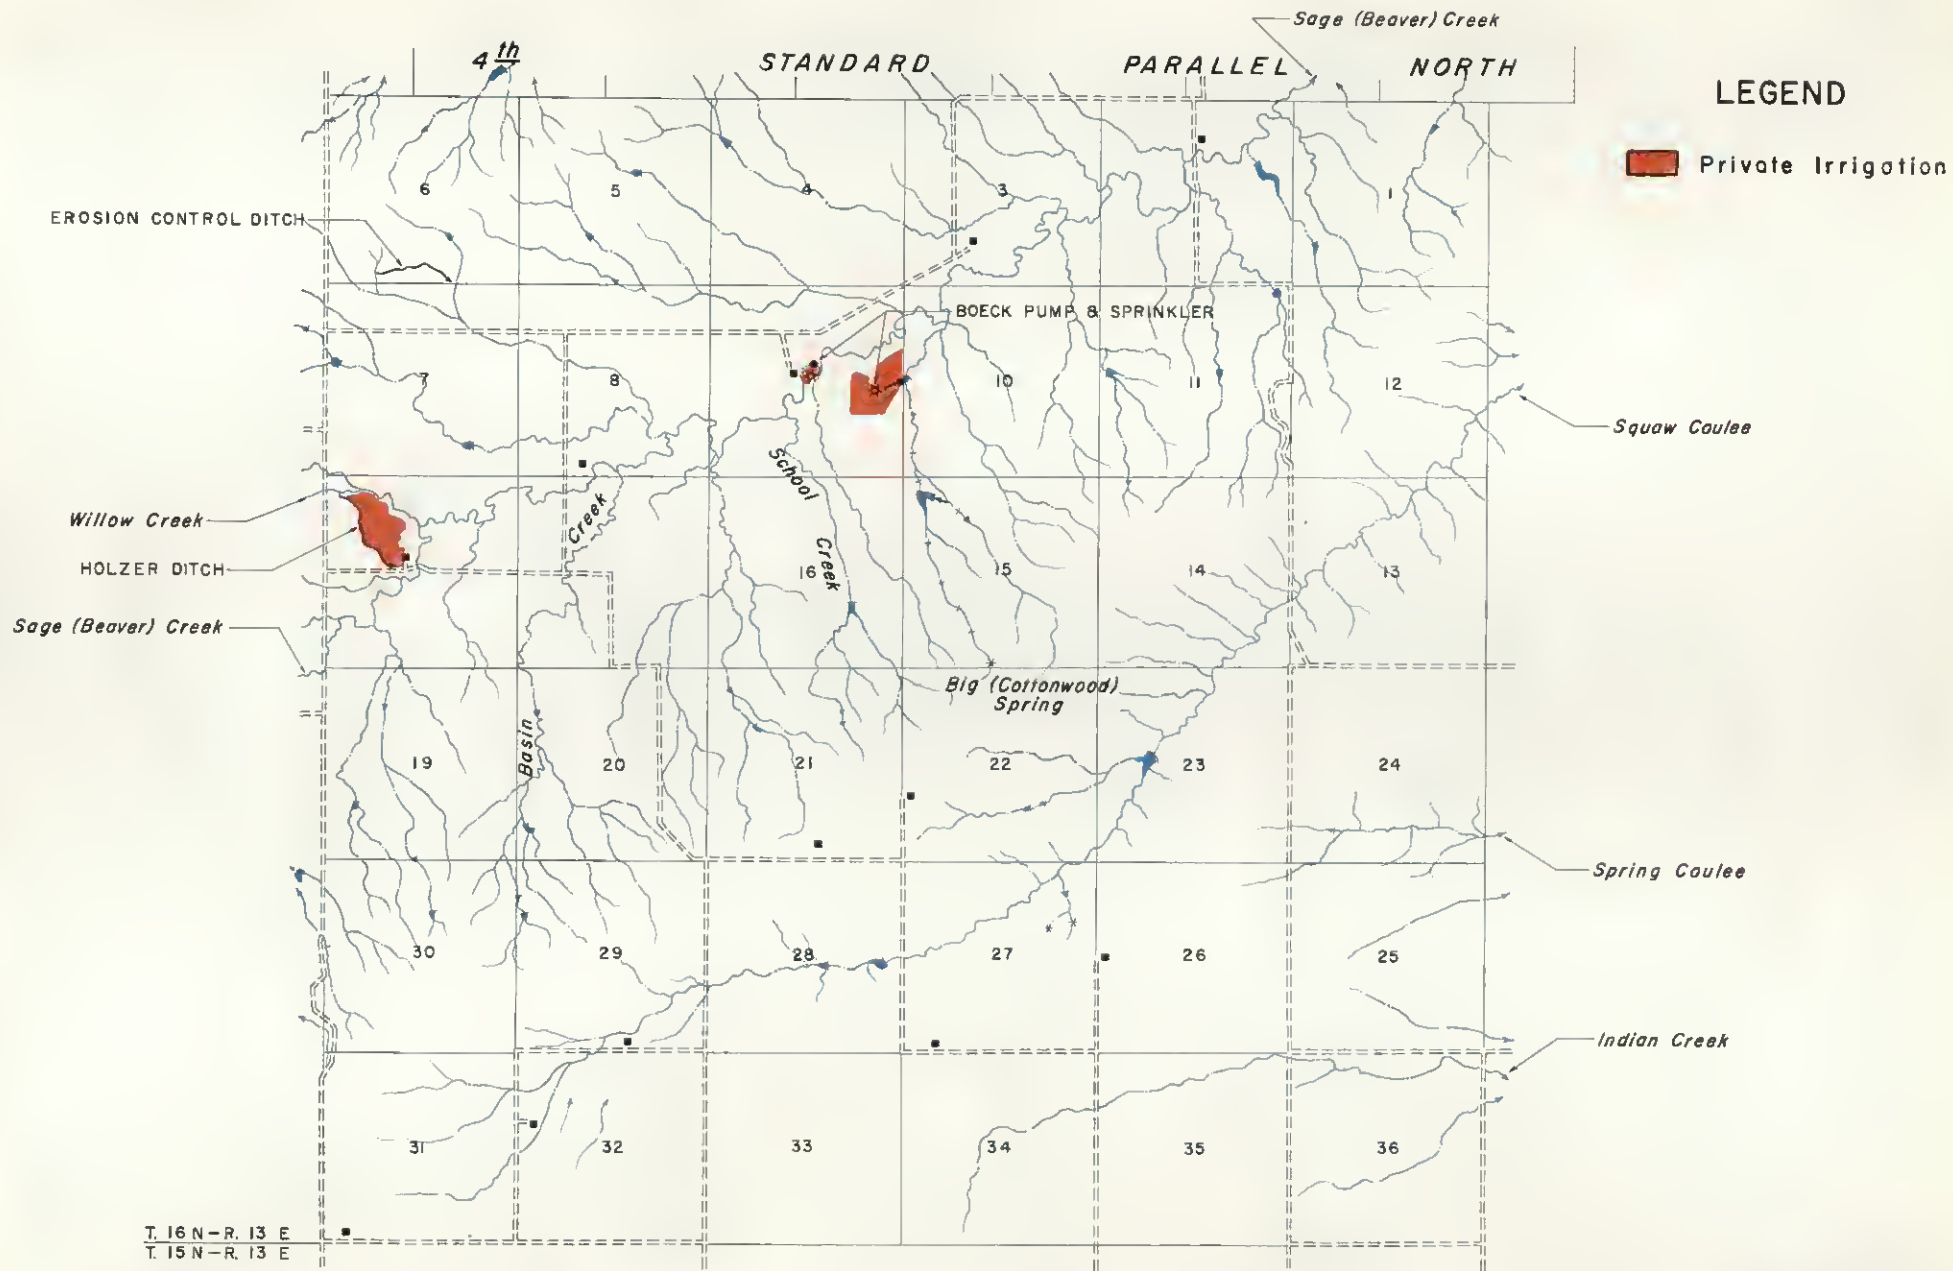 Sage (Beaver) Creek
4th STANDARD PARALLEL NORTH
LEGEND
Private Irrigation
6 5 4 3 1
EROSION CONTROL DITCH
BOECK PUMP & SPRINKLER
7 8 10 11 12
Squaw Coulee
School Creek
Willow Creek
Creek
HOLZER DITCH
16 15 14 13
Sage (Beaver) Creek
Big (Cottonwood)
Spring
Basin
19 20 21 22 23 24
Spring Coulee
30 29 28 27 26 25
Indian Creek
31 32 33 34 35 36
T. 16 N-R. 13 E
T. 15 N-R. 13 E